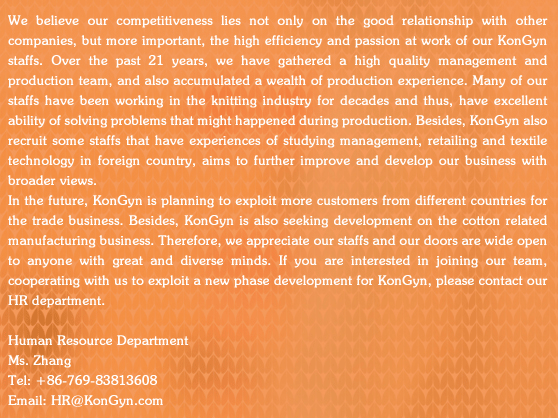 We believe our competitiveness lies not only on the good relationship with other
companies, but more important, the high efficiency and passion at work of our KonGyn
staffs. Over the past 21 years, we have gathered a high quality management and
production team, and also accumulated a wealth of production experience. Many of our
staffs have been working in the knitting industry for decades and thus, have excellent
ability of solving problems that might happened during production. Besides, KonGyn also
recruit some staffs that have experiences of studying management, retailing and textile
technology in foreign country, aims to further improve and develop our business with
broader views.
In the future, KonGyn is planning to exploit more customers from different countries for
the trade business. Besides, KonGyn is also seeking development on the cotton related
manufacturing business. Therefore, we appreciate our staffs and our doors are wide open
to anyone with great and diverse minds. If you are interested in joining our team,
cooperating with us to exploit a new phase development for KonGyn, please contact our
HR department.
Human Resource Department
Ms. Zhang
Tel: +86-769-83813608
Email: HR@KonGyn.com